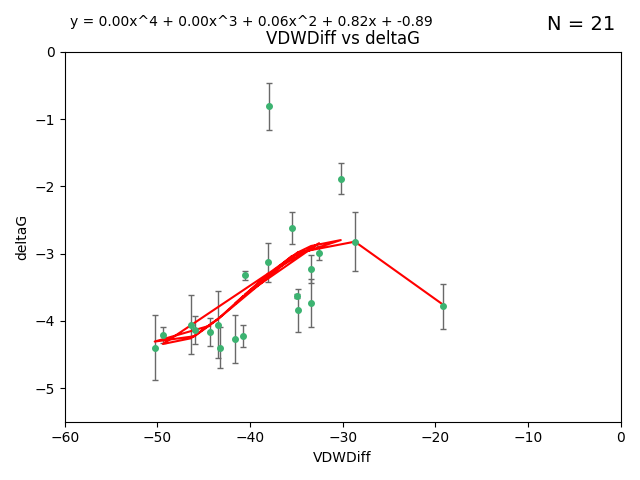 y = 0.00x^4 + 0.00x^3 + 0.06x^2 + 0.82x + -0.89
N = 21
VDWDiff vs deltaG
0
−1
−2
−3
−4
−5
deltaG
−60 −50 −40 −30 −20 −10 0
VDWDiff